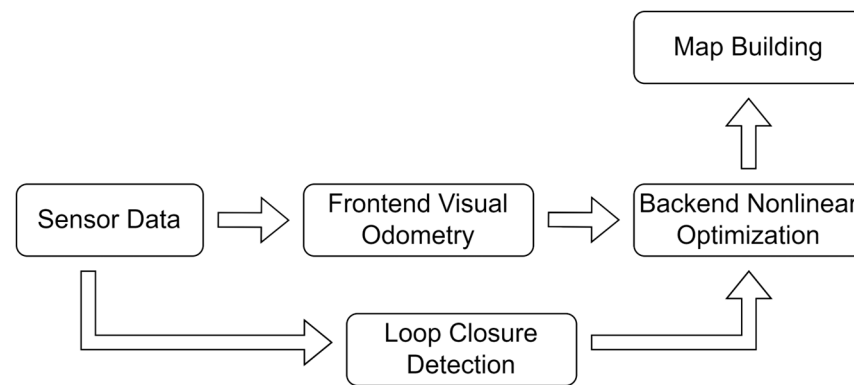 Map Building
Sensor Data
Frontend Visual
Odometry
Backend Nonlinear
Optimization
Loop Closure
Detection